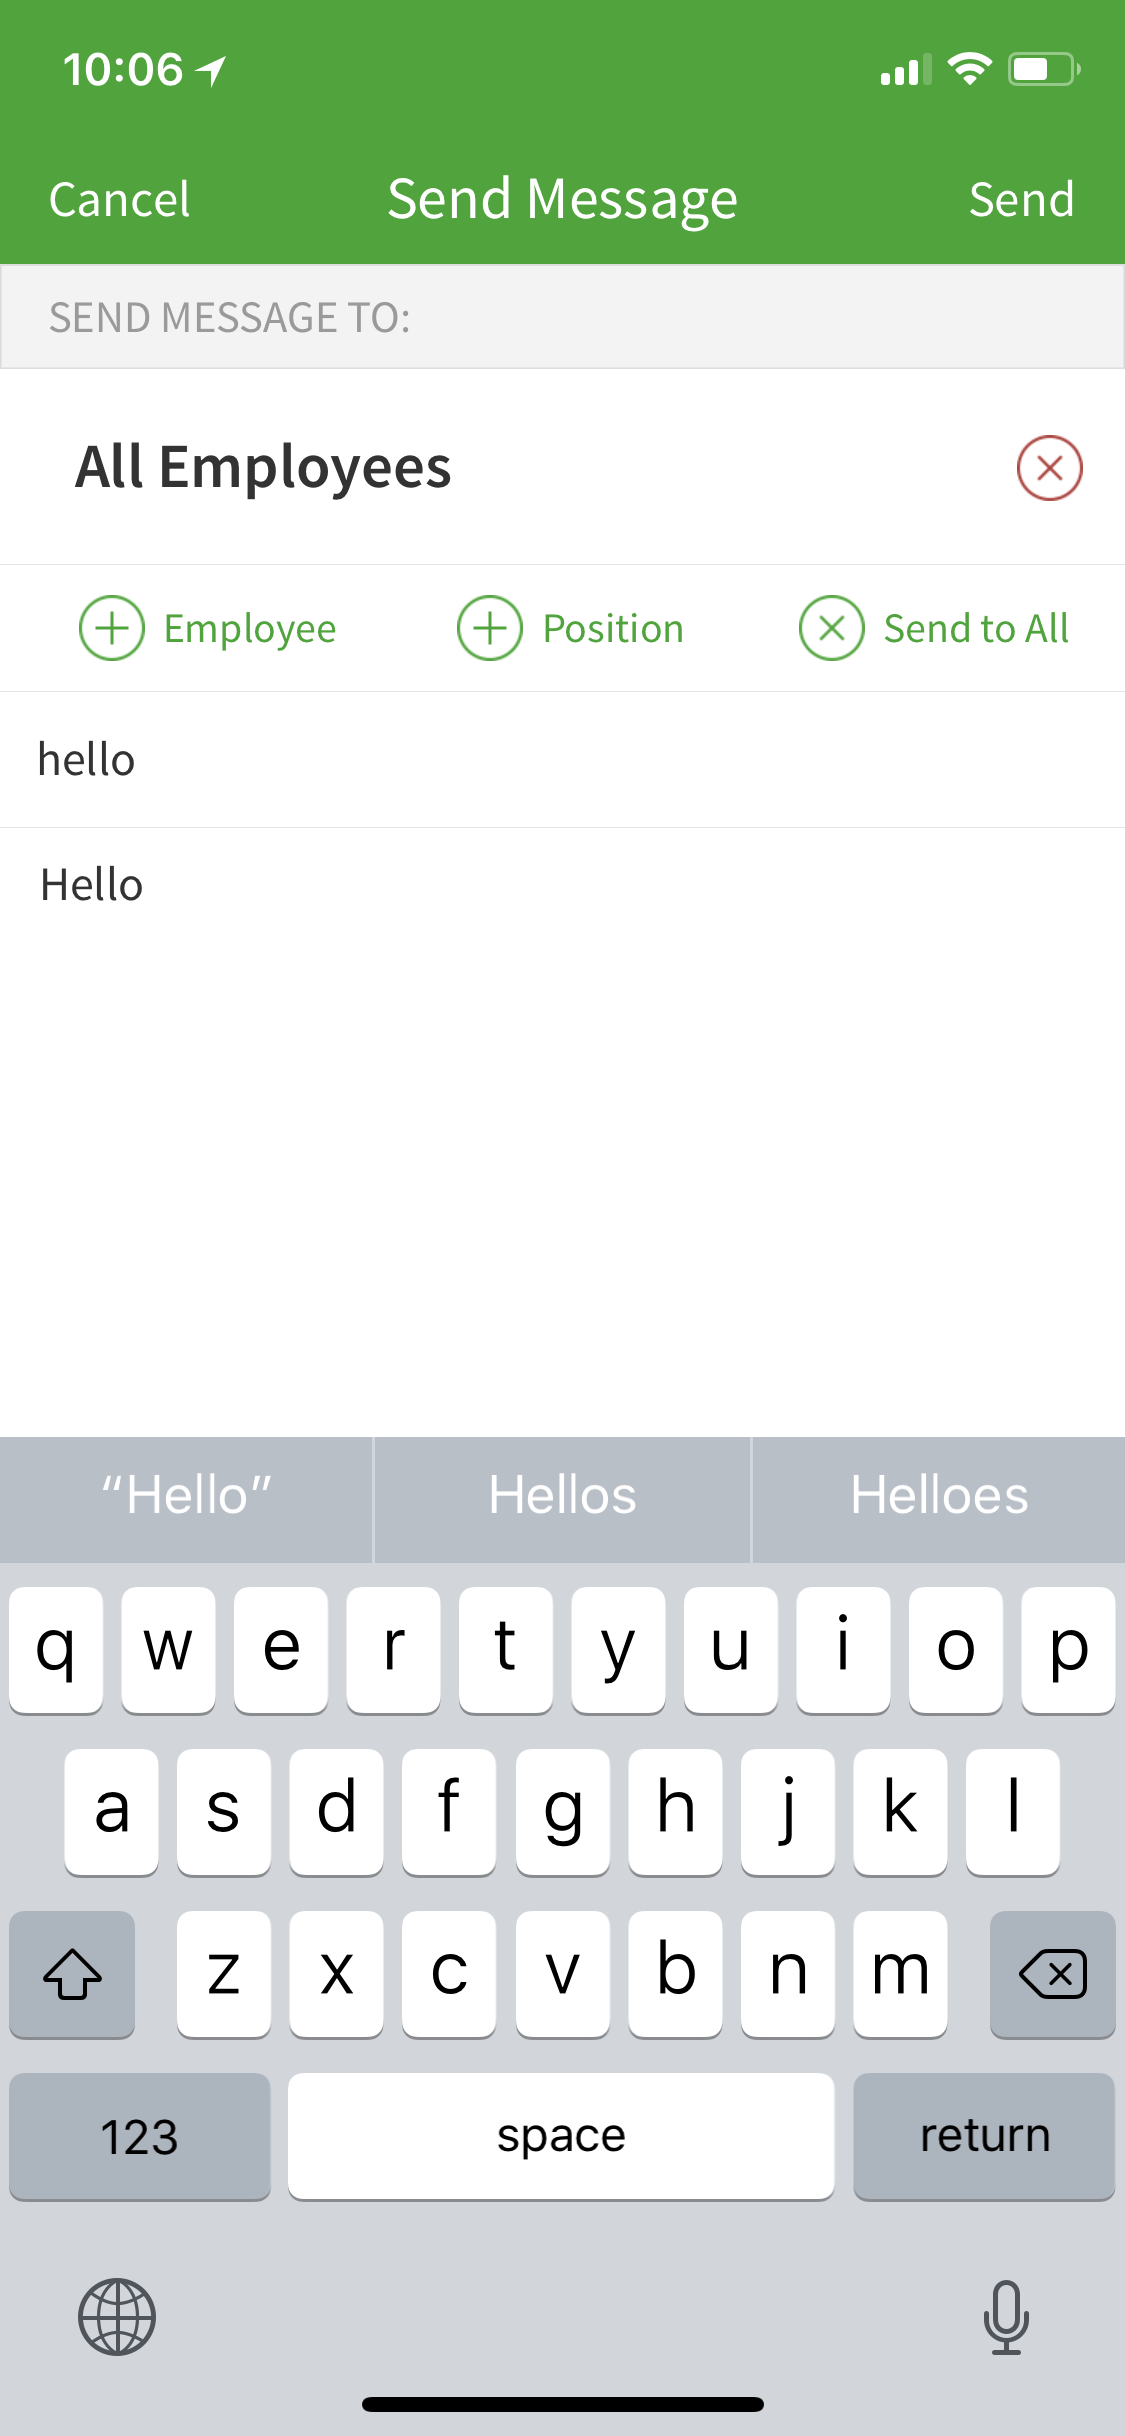 10:06
Cancel Send Message Send
SEND MESSAGE TO:
All Employees
Employee Position Send to All
hello
Hello
“Hello” Hellos Helloes
q w e r t y u i o p
a s d f g h j k l
z x c v b n m
123 space return